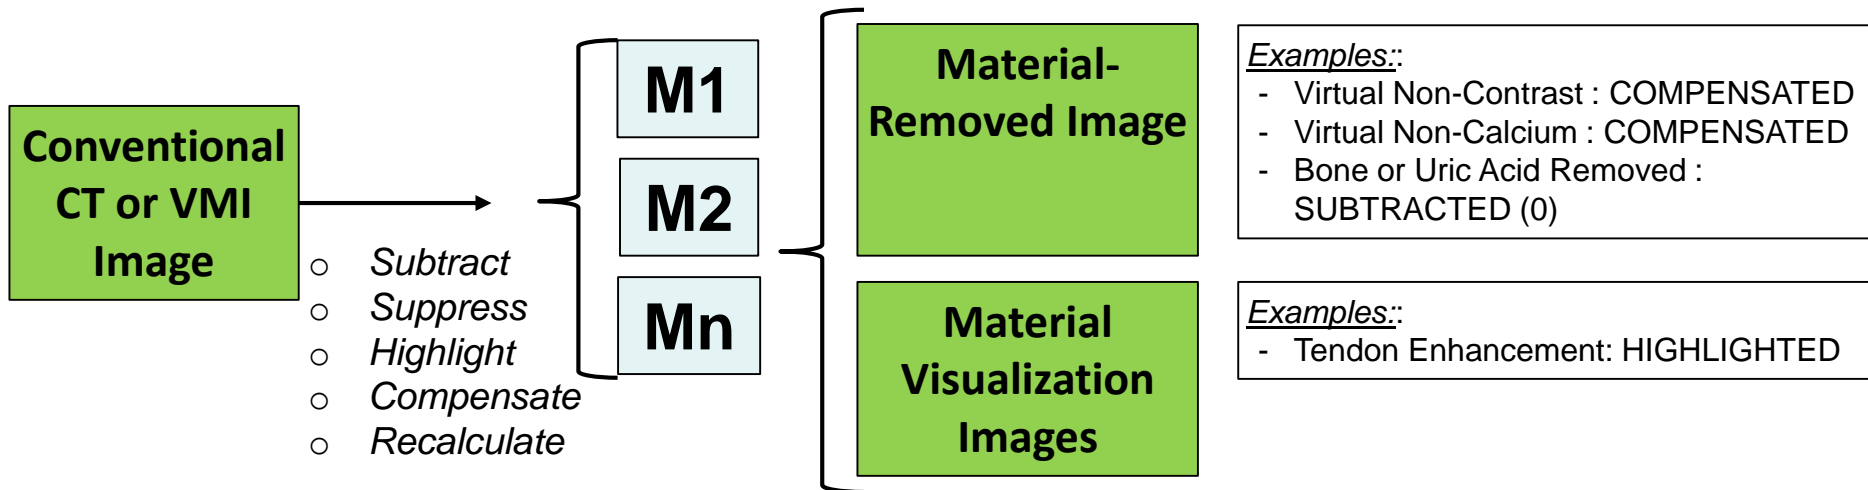 Conventional
CT or VMI
Image
o Subtract
o Suppress
o Highlight
o Compensate
o Recalculate
M1
M2
Mn
Material-
Removed Image
Examples::
- Virtual Non-Contrast : COMPENSATED
- Virtual Non-Calcium : COMPENSATED
- Bone or Uric Acid Removed :
SUBTRACTED (0)
Material
Visualization
Images
Examples::
- Tendon Enhancement: HIGHLIGHTED